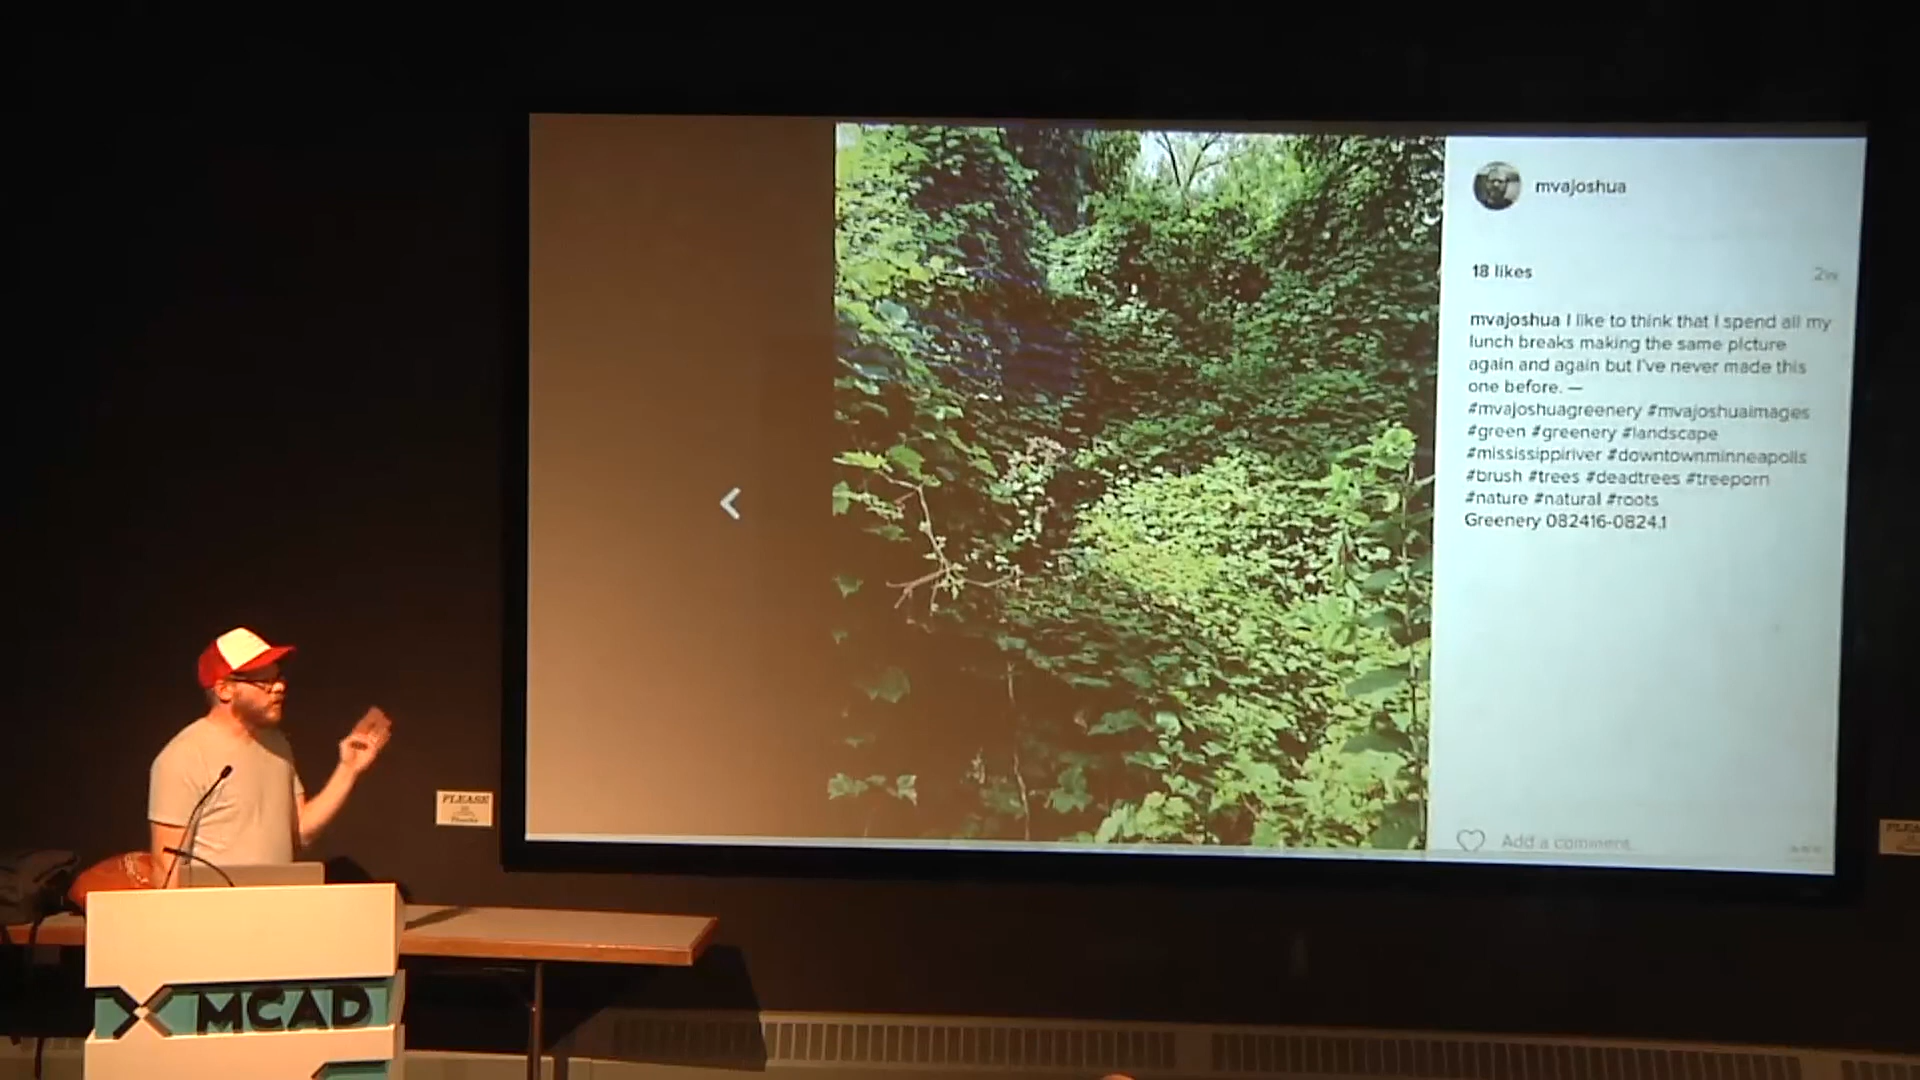 mvajoshua
18 likes
2w
mvajoshua I like to think that I spend all my
lunch breaks making the same picture
again and again but I've never made this
one before. —
#mvajoshuagreenery #mvajoshuaimages
#green #greenery #landscape
#mississippiriver #downtownminneapolis
#brush #trees #deadtrees #treeporn
#nature #natural #roots
Greenery 082416-0824.1
Add a comment
PLEASE
MCAD